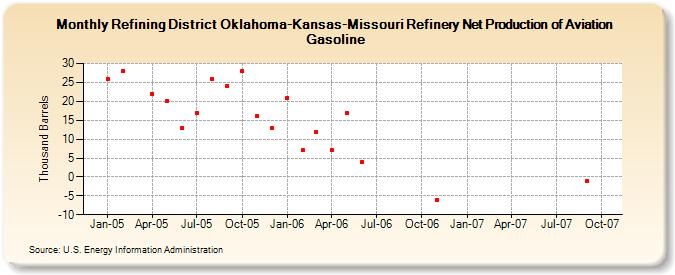 Monthly Refining District Oklahoma-Kansas-Missouri Refinery Net Production of Aviation
Gasoline
Thousand Barrels
30
25
20
15
10
5
0
-5
-10
Jan-05 Apr-05 Jul-05 Oct-05 Jan-06 Apr-06 Jul-06 Oct-06 Jan-07 Apr-07 Jul-07 Oct-07
Source: U.S. Energy Information Administration